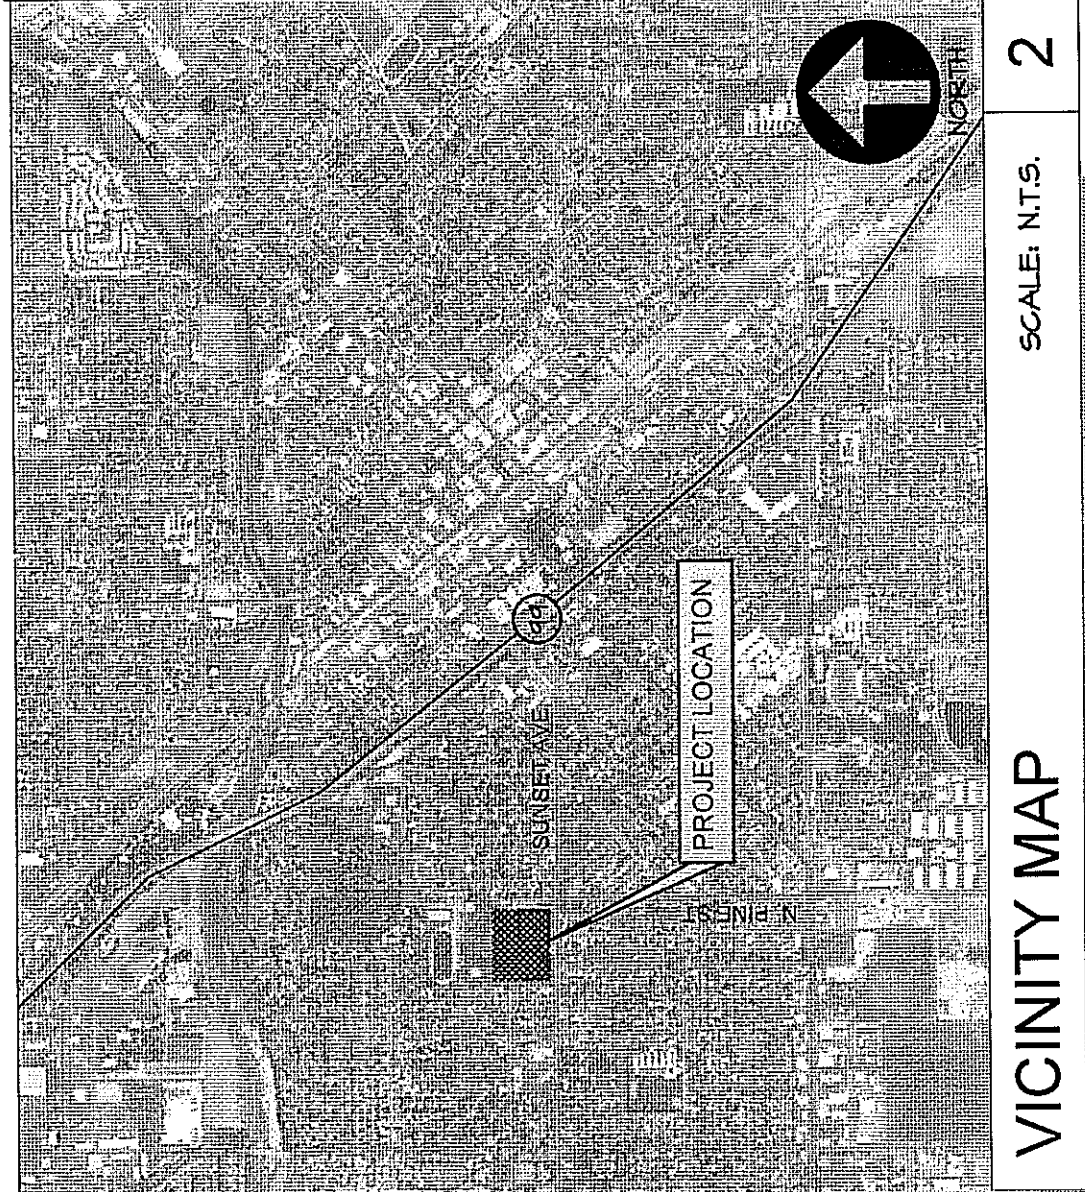 NORTH
99
SUNSET AVE
PROJECT LOCATION
N. PINE ST
VICINITY MAP
SCALE: N.T.S.
2